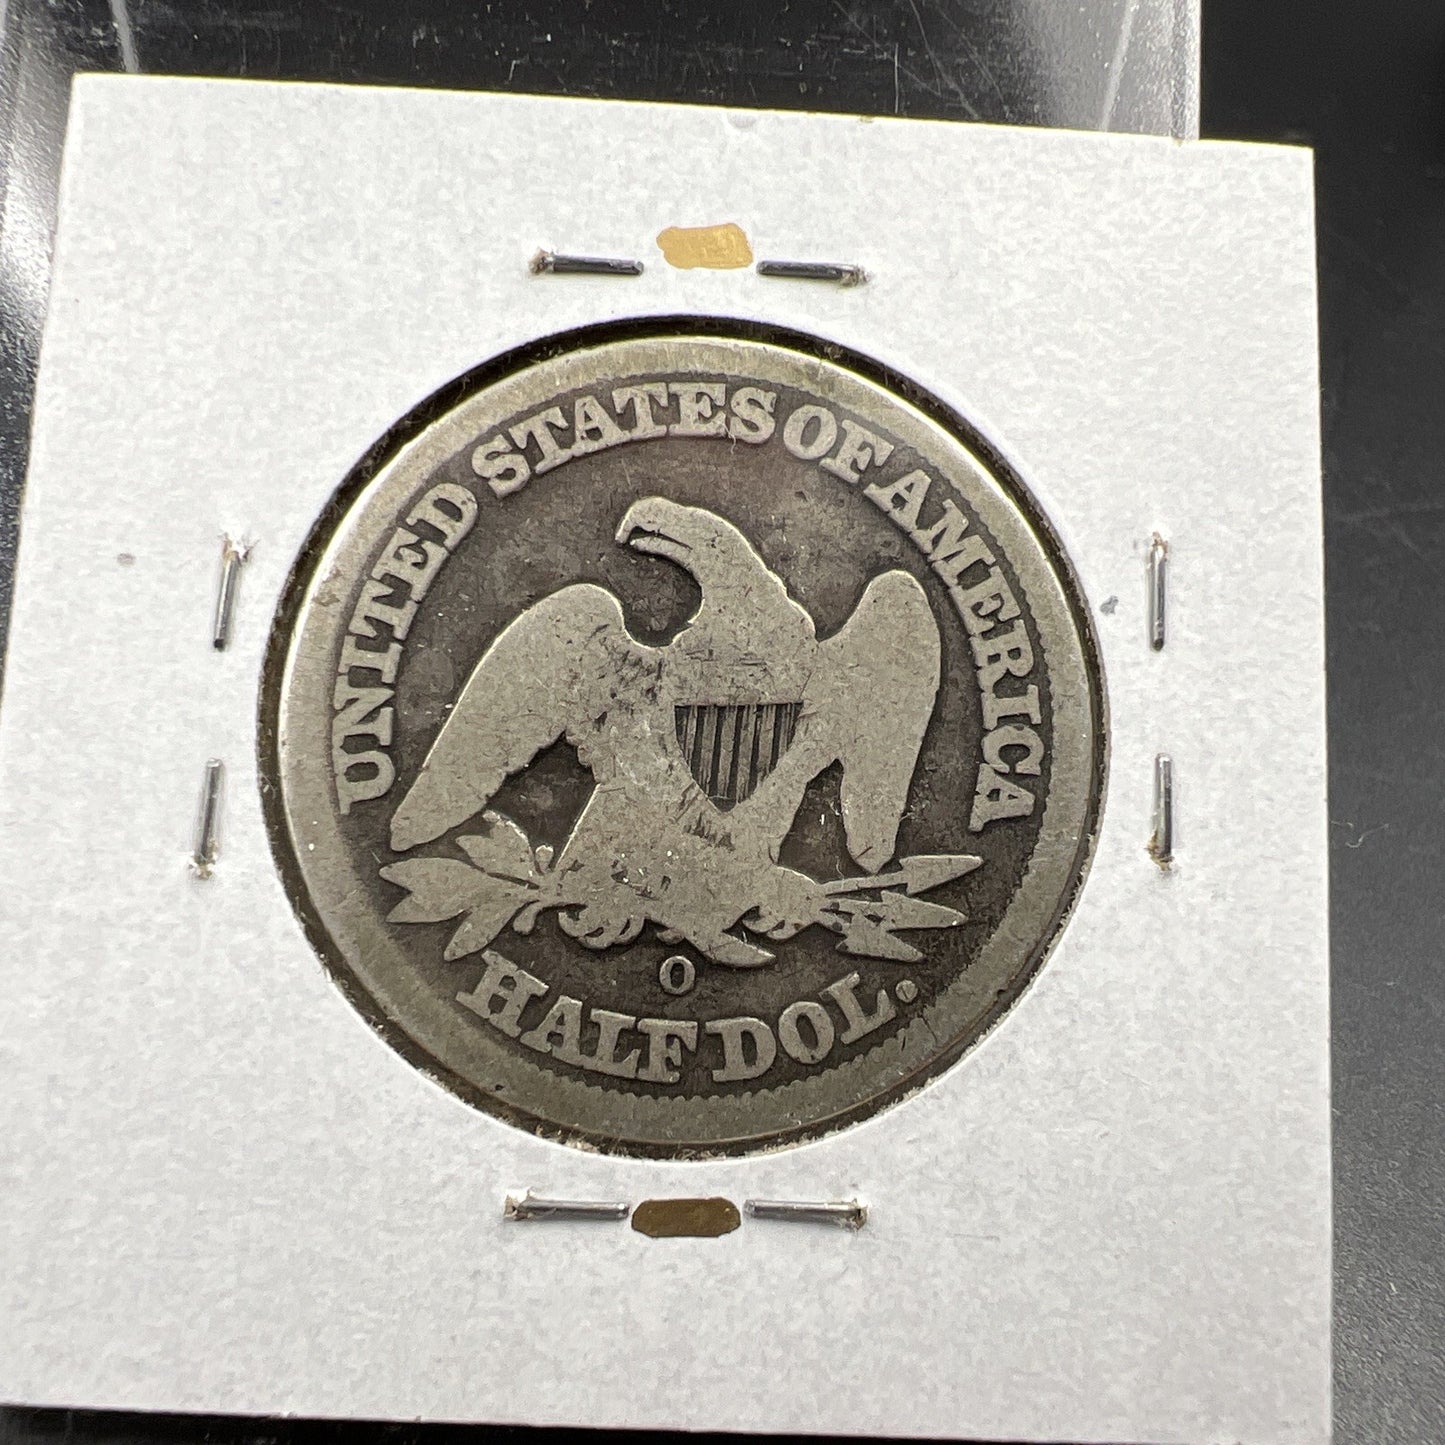 UNITED STATES OF AMERICA
O
HALF DOL.